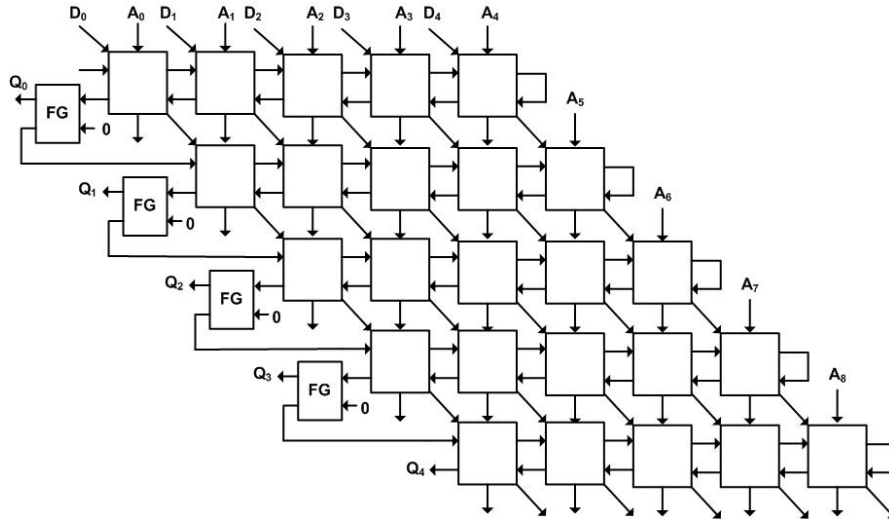 D₀ A₀ D₁ A₁ D₂ A₂ D₃ A₃ D₄ A₄
Q₀
FG
0
A₅
Q₁
FG
0
A₆
Q₂
FG
0
A₇
Q₃
FG
0
A₈
Q₄